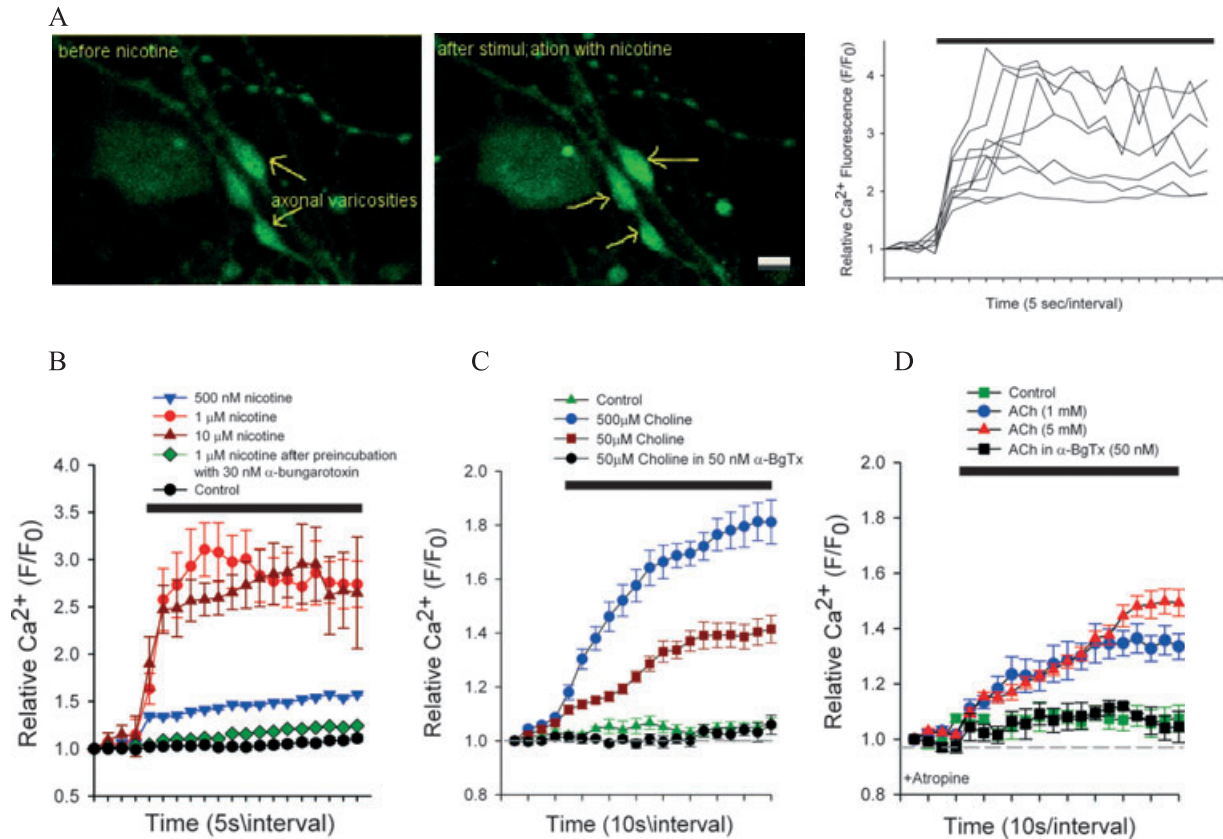 A
before nicotine
axonal varicosities
after stimul;ation with nicotine
Relative Ca2+ Fluorescence (F/F0)
4
3
2
1
Time (5 sec/interval)
B
500 nM nicotine
1 μM nicotine
10 μM nicotine
1 μM nicotine after preincubation
with 30 nM α-bungarotoxin
Control
Relative Ca2+ (F/F0)
4.0
3.5
3.0
2.5
2.0
1.5
1.0
0.5
Time (5s\interval)
C
Control
500μM Choline
50μM Choline
50μM Choline in 50 nM α-BgTx
Relative Ca2+ (F/F0)
2.0
1.8
1.6
1.4
1.2
1.0
0.8
Time (10s\interval)
D
Control
ACh (1 mM)
ACh (5 mM)
ACh in α-BgTx (50 nM)
Relative Ca2+ (F/F0)
2.0
1.8
1.6
1.4
1.2
1.0
0.8
+Atropine
Time (10s/interval)